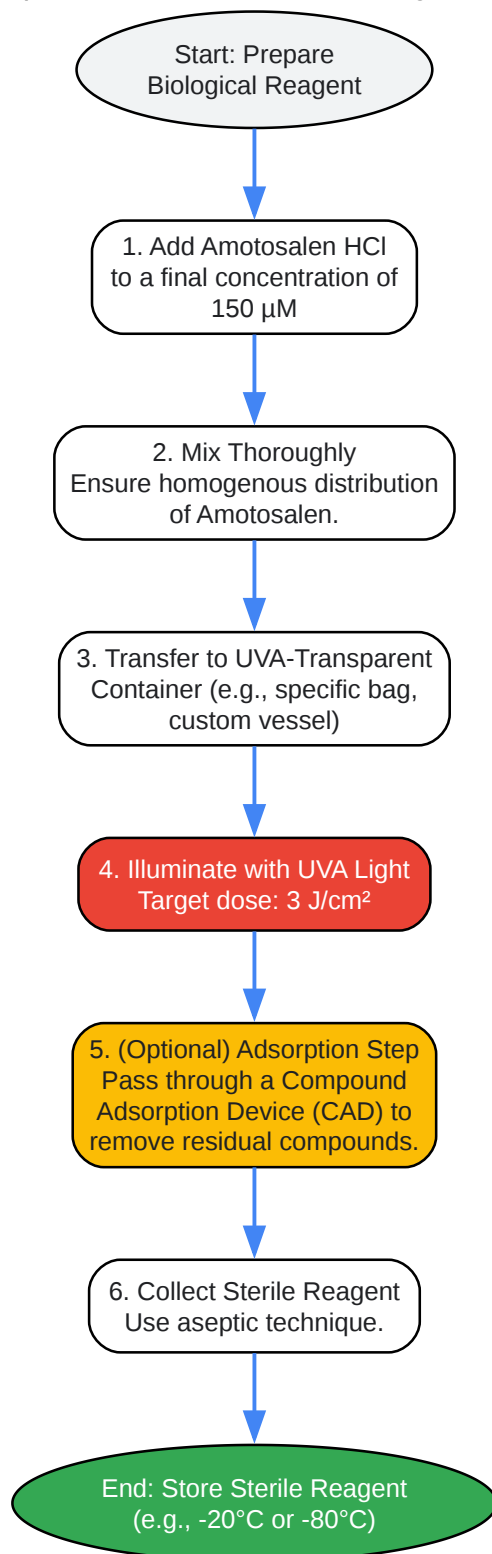 Start: Prepare
Biological Reagent
1. Add Amotosalen HCl
to a final concentration of
150 µM
2. Mix Thoroughly
Ensure homogenous distribution
of Amotosalen.
3. Transfer to UVA-Transparent
Container (e.g., specific bag,
custom vessel)
4. Illuminate with UVA Light
Target dose: 3 J/cm²
5. (Optional) Adsorption Step
Pass through a Compound
Adsorption Device (CAD) to
remove residual compounds.
6. Collect Sterile Reagent
Use aseptic technique.
End: Store Sterile Reagent
(e.g., -20°C or -80°C)